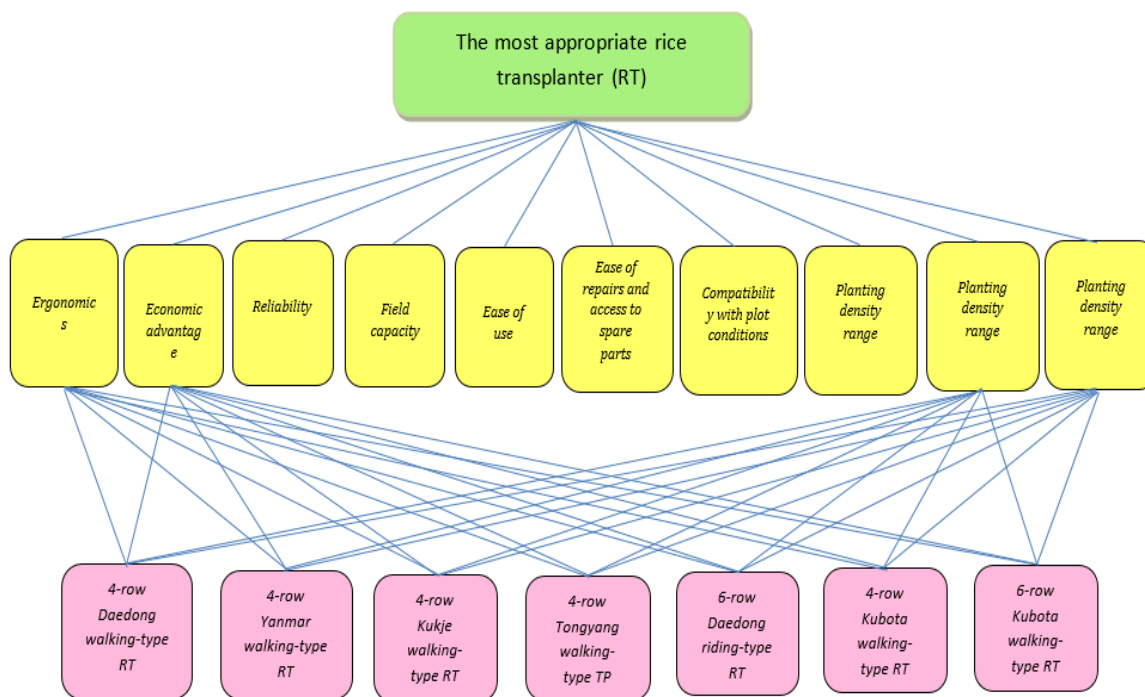 The most appropriate rice
transplanter (RT)
Ergonomic
s
Economic
advantag
e
Reliability
Field
capacity
Ease of
use
Ease of
repairs and
access to
spare
parts
Compatibilit
y with plot
conditions
Planting
density
range
Planting
density
range
Planting
density
range
4-row
Daedong
walking-type
RT
4-row
Yanmar
walking-type
RT
4-row
Kukje
walking-
type RT
4-row
Tongyang
walking-
type TP
6-row
Daedong
riding-type
RT
4-row
Kubota
walking-
type RT
6-row
Kubota
walking-
type RT